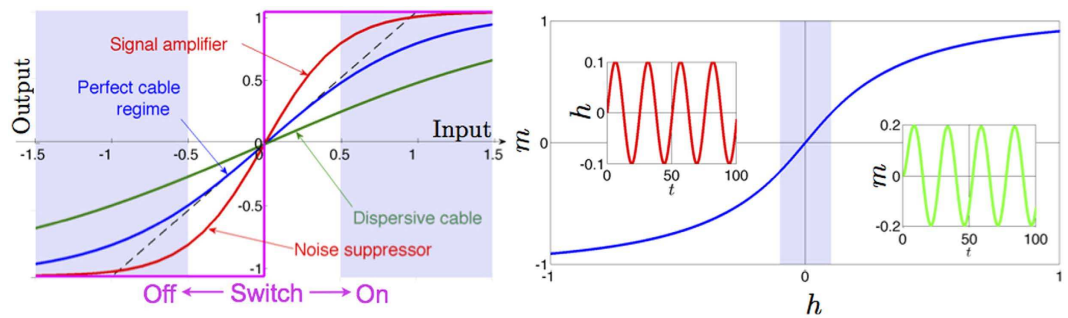 Output
Signal amplifier
Perfect cable
regime
Input
Dispersive cable
Noise suppressor
1
0.5
0
-0.5
-1
-1.5
-1
-0.5
0
0.5
1
1.5
Off Switch On
m
1
0
-1
-1
0
1
h
h
0.1
0
-0.1
0
50
100
t
m
0.2
0
-0.2
0
50
100
t